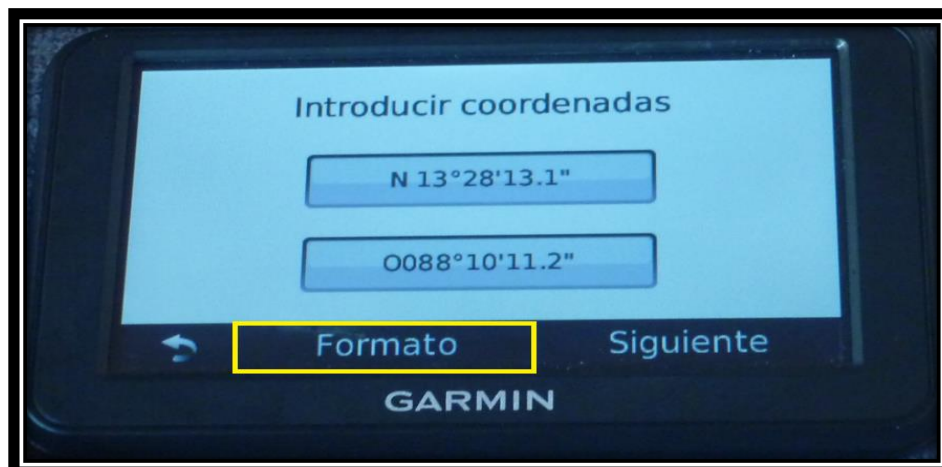 Introducir coordenadas
N 13°28'13.1"
O088°10'11.2"
Formato Siguiente
GARMIN